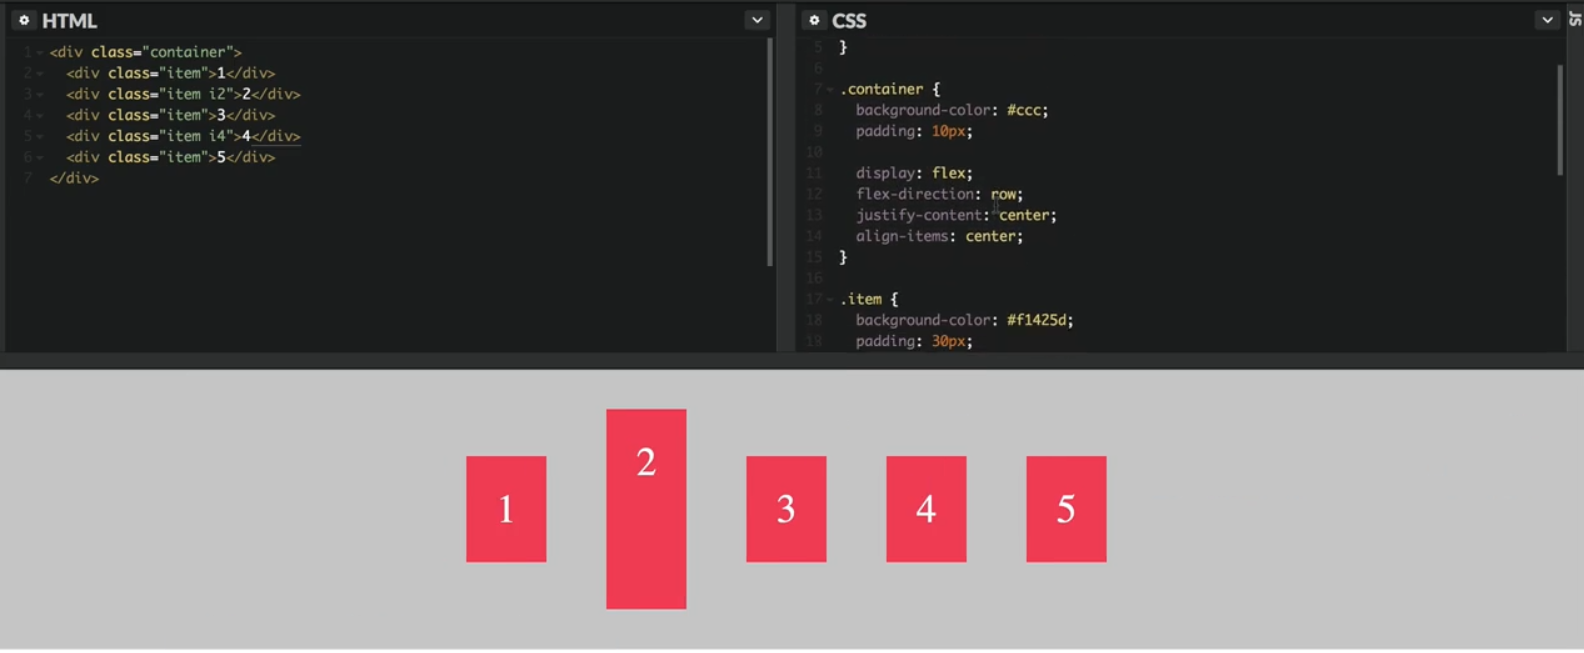 HTML
1 <div class="container">
2 <div class="item">1</div>
3 <div class="item i2">2</div>
4 <div class="item">3</div>
5 <div class="item i4">4</div>
6 <div class="item">5</div>
7 </div>
CSS
JS
5 }
6
7 .container {
8 background-color: #ccc;
9 padding: 10px;
10
11 display: flex;
12 flex-direction: row;
13 justify-content: center;
14 align-items: center;
15 }
16
17 .item {
18 background-color: #f1425d;
19 padding: 30px;
1 2 3 4 5